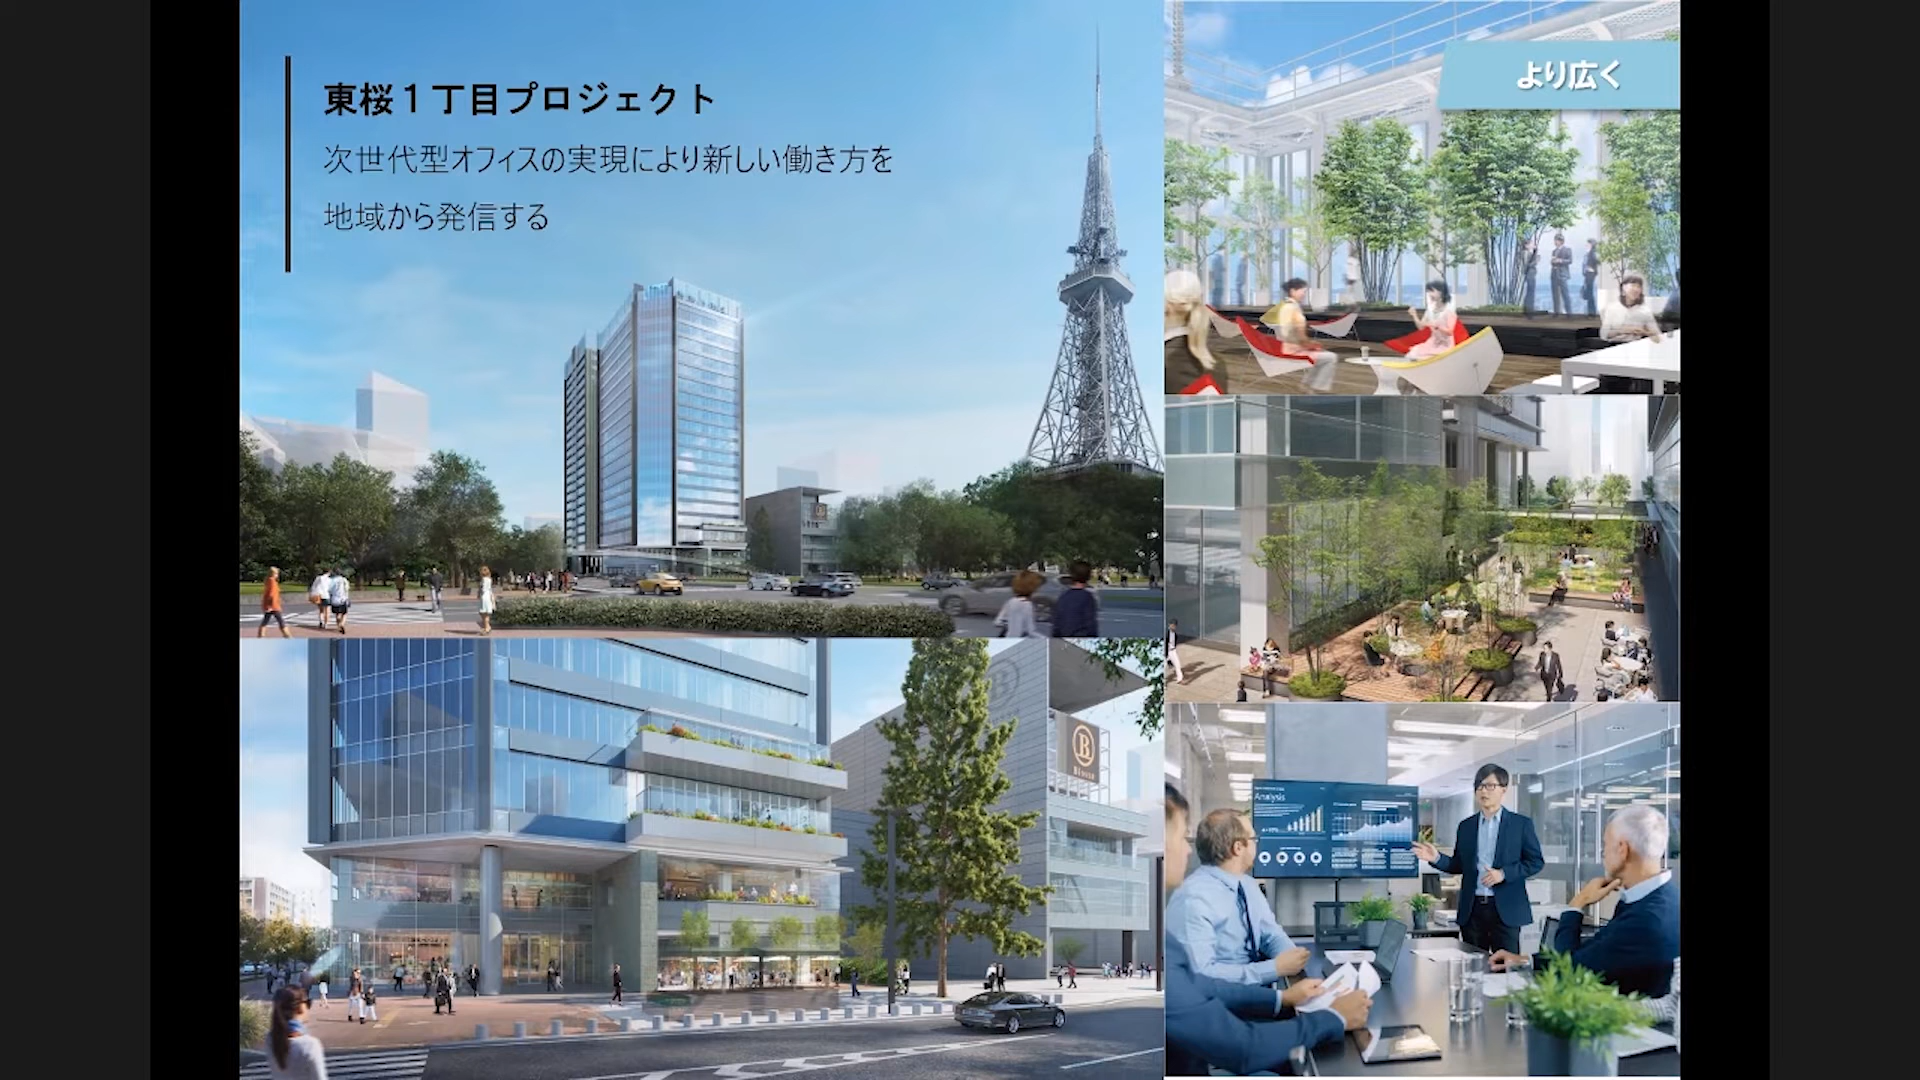 東桜１丁目プロジェクト
次世代型オフィスの実現により新しい働き方を
地域から発信する
より広く
B
Analysis